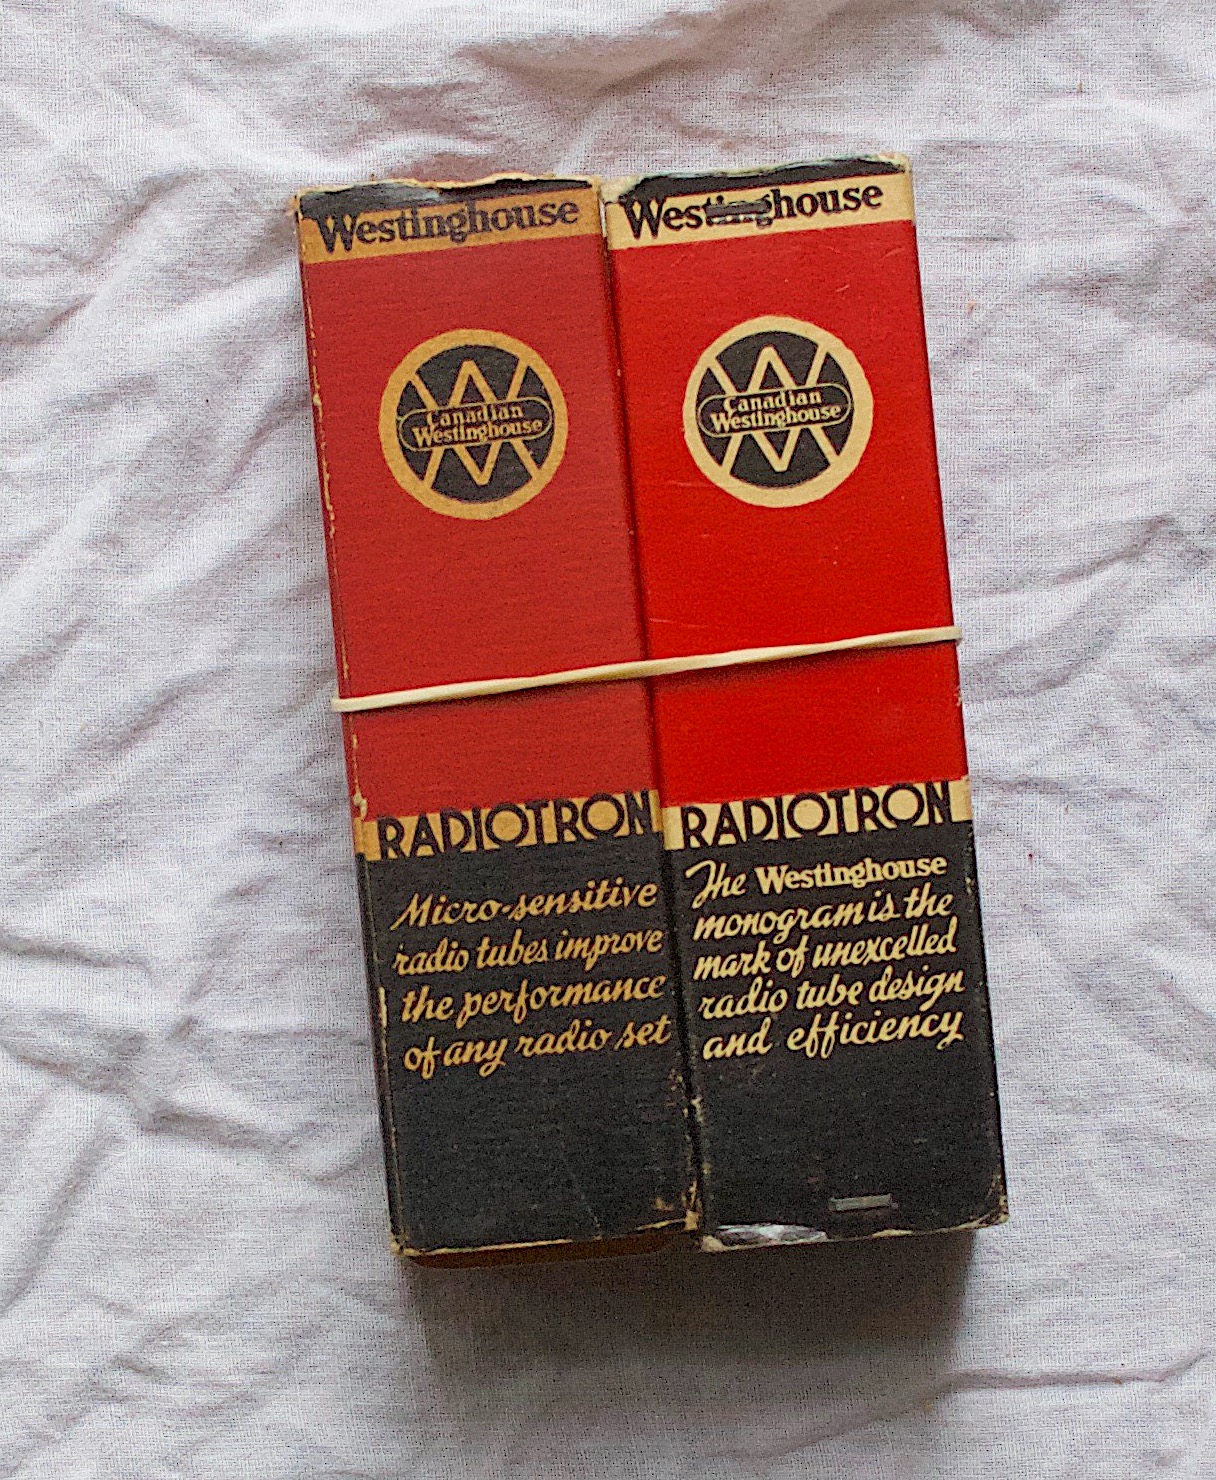 Westinghouse
Canadian
Westinghouse
RADIOTRON
Micro-sensitive
radio tubes improve
the performance
of any radio set
Westinghouse
Canadian
Westinghouse
RADIOTRON
The Westinghouse
monogram is the
mark of unexcelled
radio tube design
and efficiency